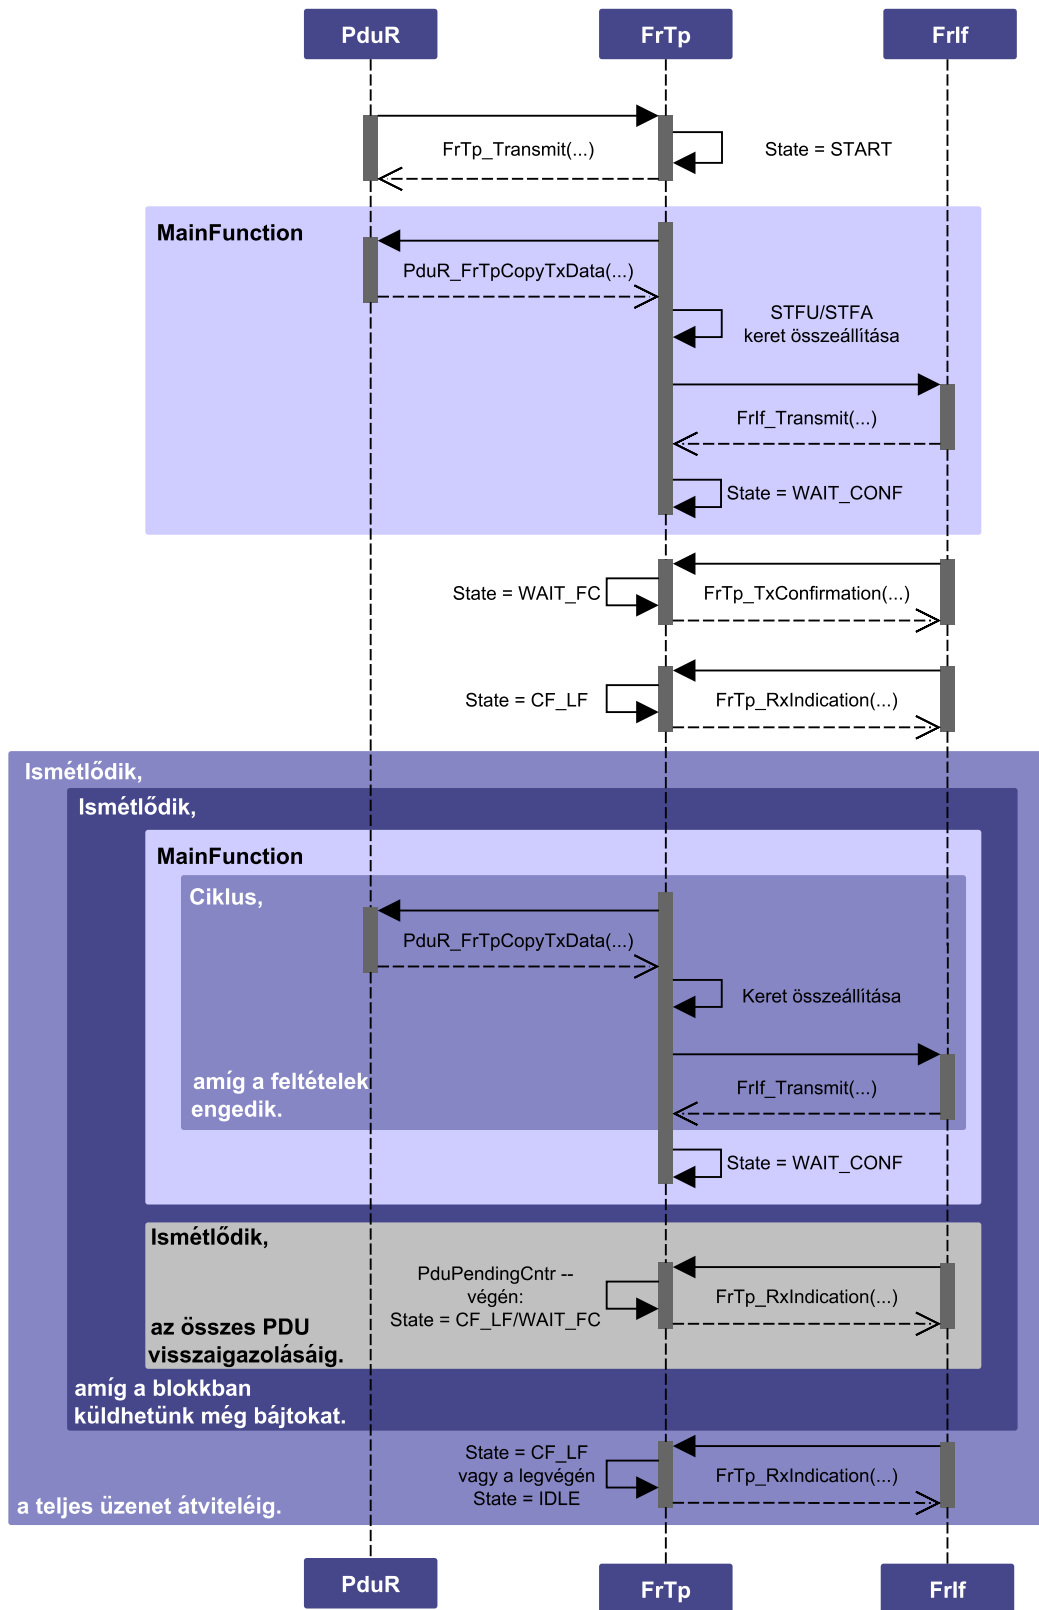 PduR
FrTp
FrIf
FrTp_Transmit(...)
State = START
MainFunction
PduR_FrTpCopyTxData(...)
STFU/STFA
keret összeállítása
FrIf_Transmit(...)
State = WAIT_CONF
State = WAIT_FC
FrTp_TxConfirmation(...)
State = CF_LF
FrTp_RxIndication(...)
Ismétlődik,
Ismétlődik,
MainFunction
Ciklus,
PduR_FrTpCopyTxData(...)
Keret összeállítása
amíg a feltételek
engedik.
FrIf_Transmit(...)
State = WAIT_CONF
Ismétlődik,
PduPendingCntr --
végén:
State = CF_LF/WAIT_FC
FrTp_RxIndication(...)
az összes PDU
visszaigazolásáig.
amíg a blokkban
küldhetünk még bájtokat.
State = CF_LF
vagy a legvégén
State = IDLE
FrTp_RxIndication(...)
a teljes üzenet átviteléig.
PduR
FrTp
FrIf